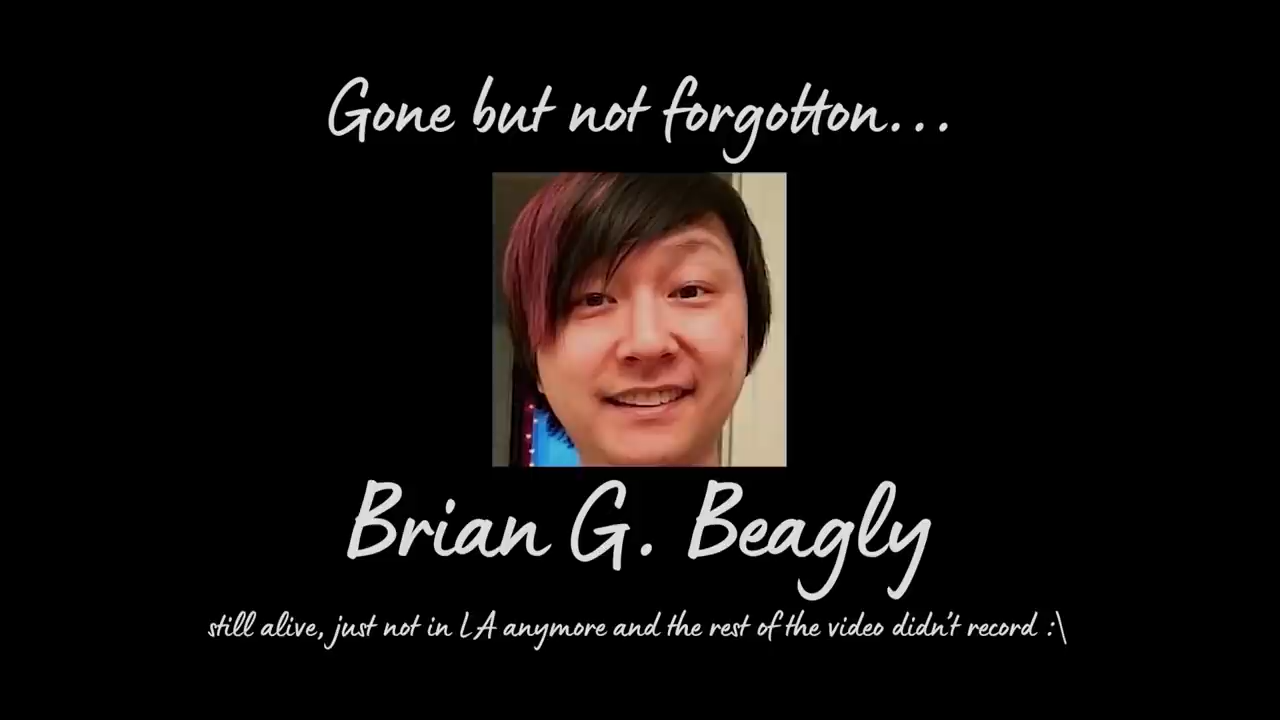 Gone but not forgotton...
Brian G. Beagly
still alive, just not in LA anymore and the rest of the video didn't record :\